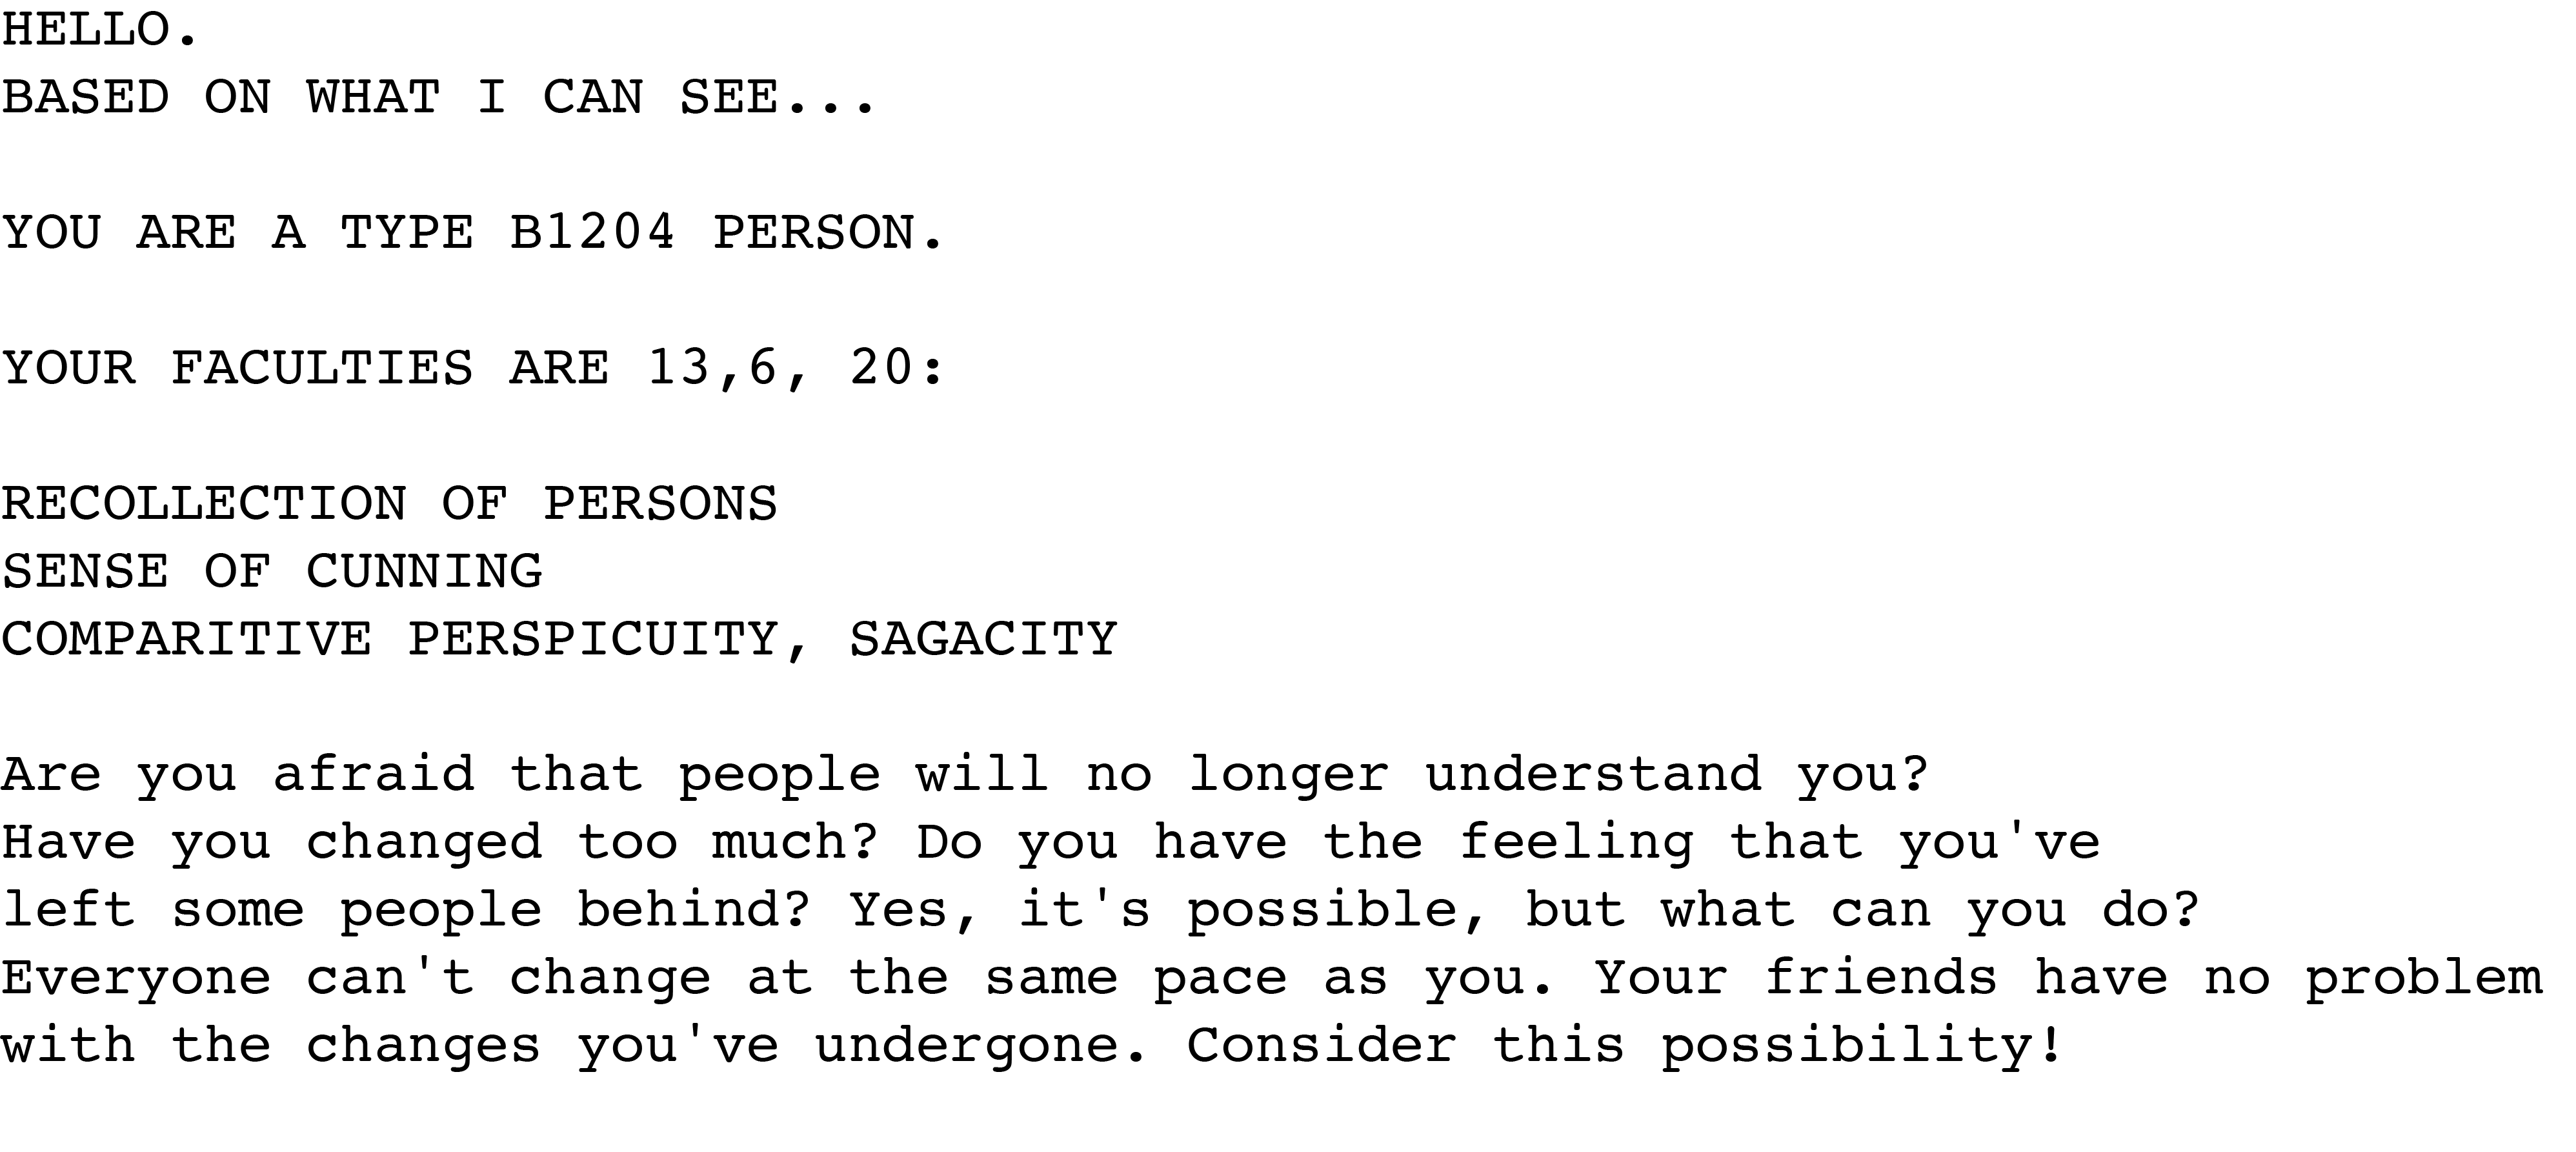 HELLO.
BASED ON WHAT I CAN SEE...
YOU ARE A TYPE B1204 PERSON.
YOUR FACULTIES ARE 13,6, 20:
RECOLLECTION OF PERSONS
SENSE OF CUNNING
COMPARITIVE PERSPICUITY, SAGACITY
Are you afraid that people will no longer understand you?
Have you changed too much? Do you have the feeling that you've
left some people behind? Yes, it's possible, but what can you do?
Everyone can't change at the same pace as you. Your friends have no problem
with the changes you've undergone. Consider this possibility!